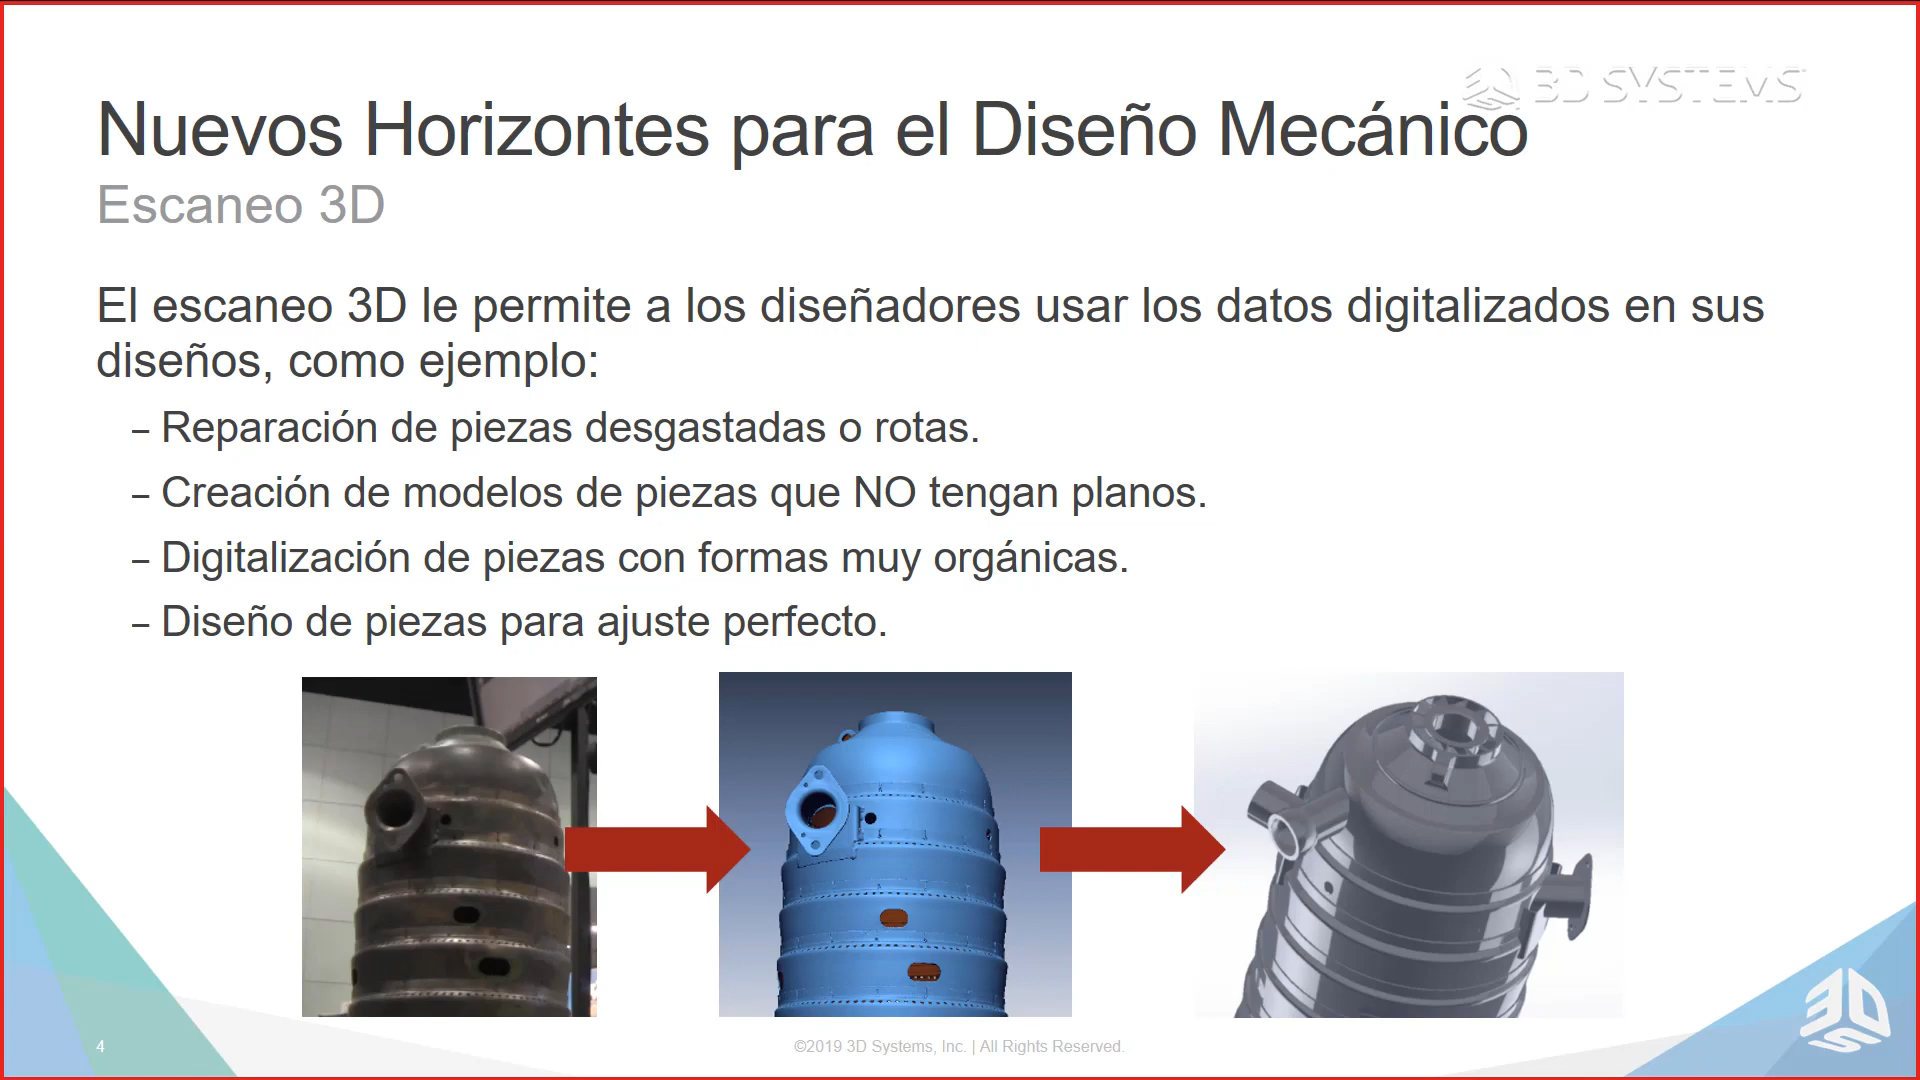 3D SYSTEMS
Nuevos Horizontes para el Diseño Mecánico
Escaneo 3D
El escaneo 3D le permite a los diseñadores usar los datos digitalizados en sus
diseños, como ejemplo:
– Reparación de piezas desgastadas o rotas.
– Creación de modelos de piezas que NO tengan planos.
– Digitalización de piezas con formas muy orgánicas.
– Diseño de piezas para ajuste perfecto.
4
©2019 3D Systems, Inc. | All Rights Reserved.
3DS